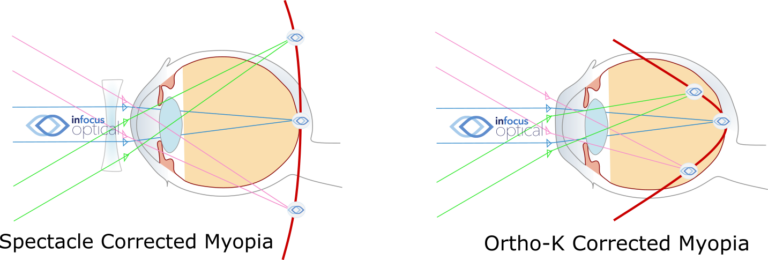 infocus
optical
infocus
optical
Spectacle Corrected Myopia
Ortho-K Corrected Myopia